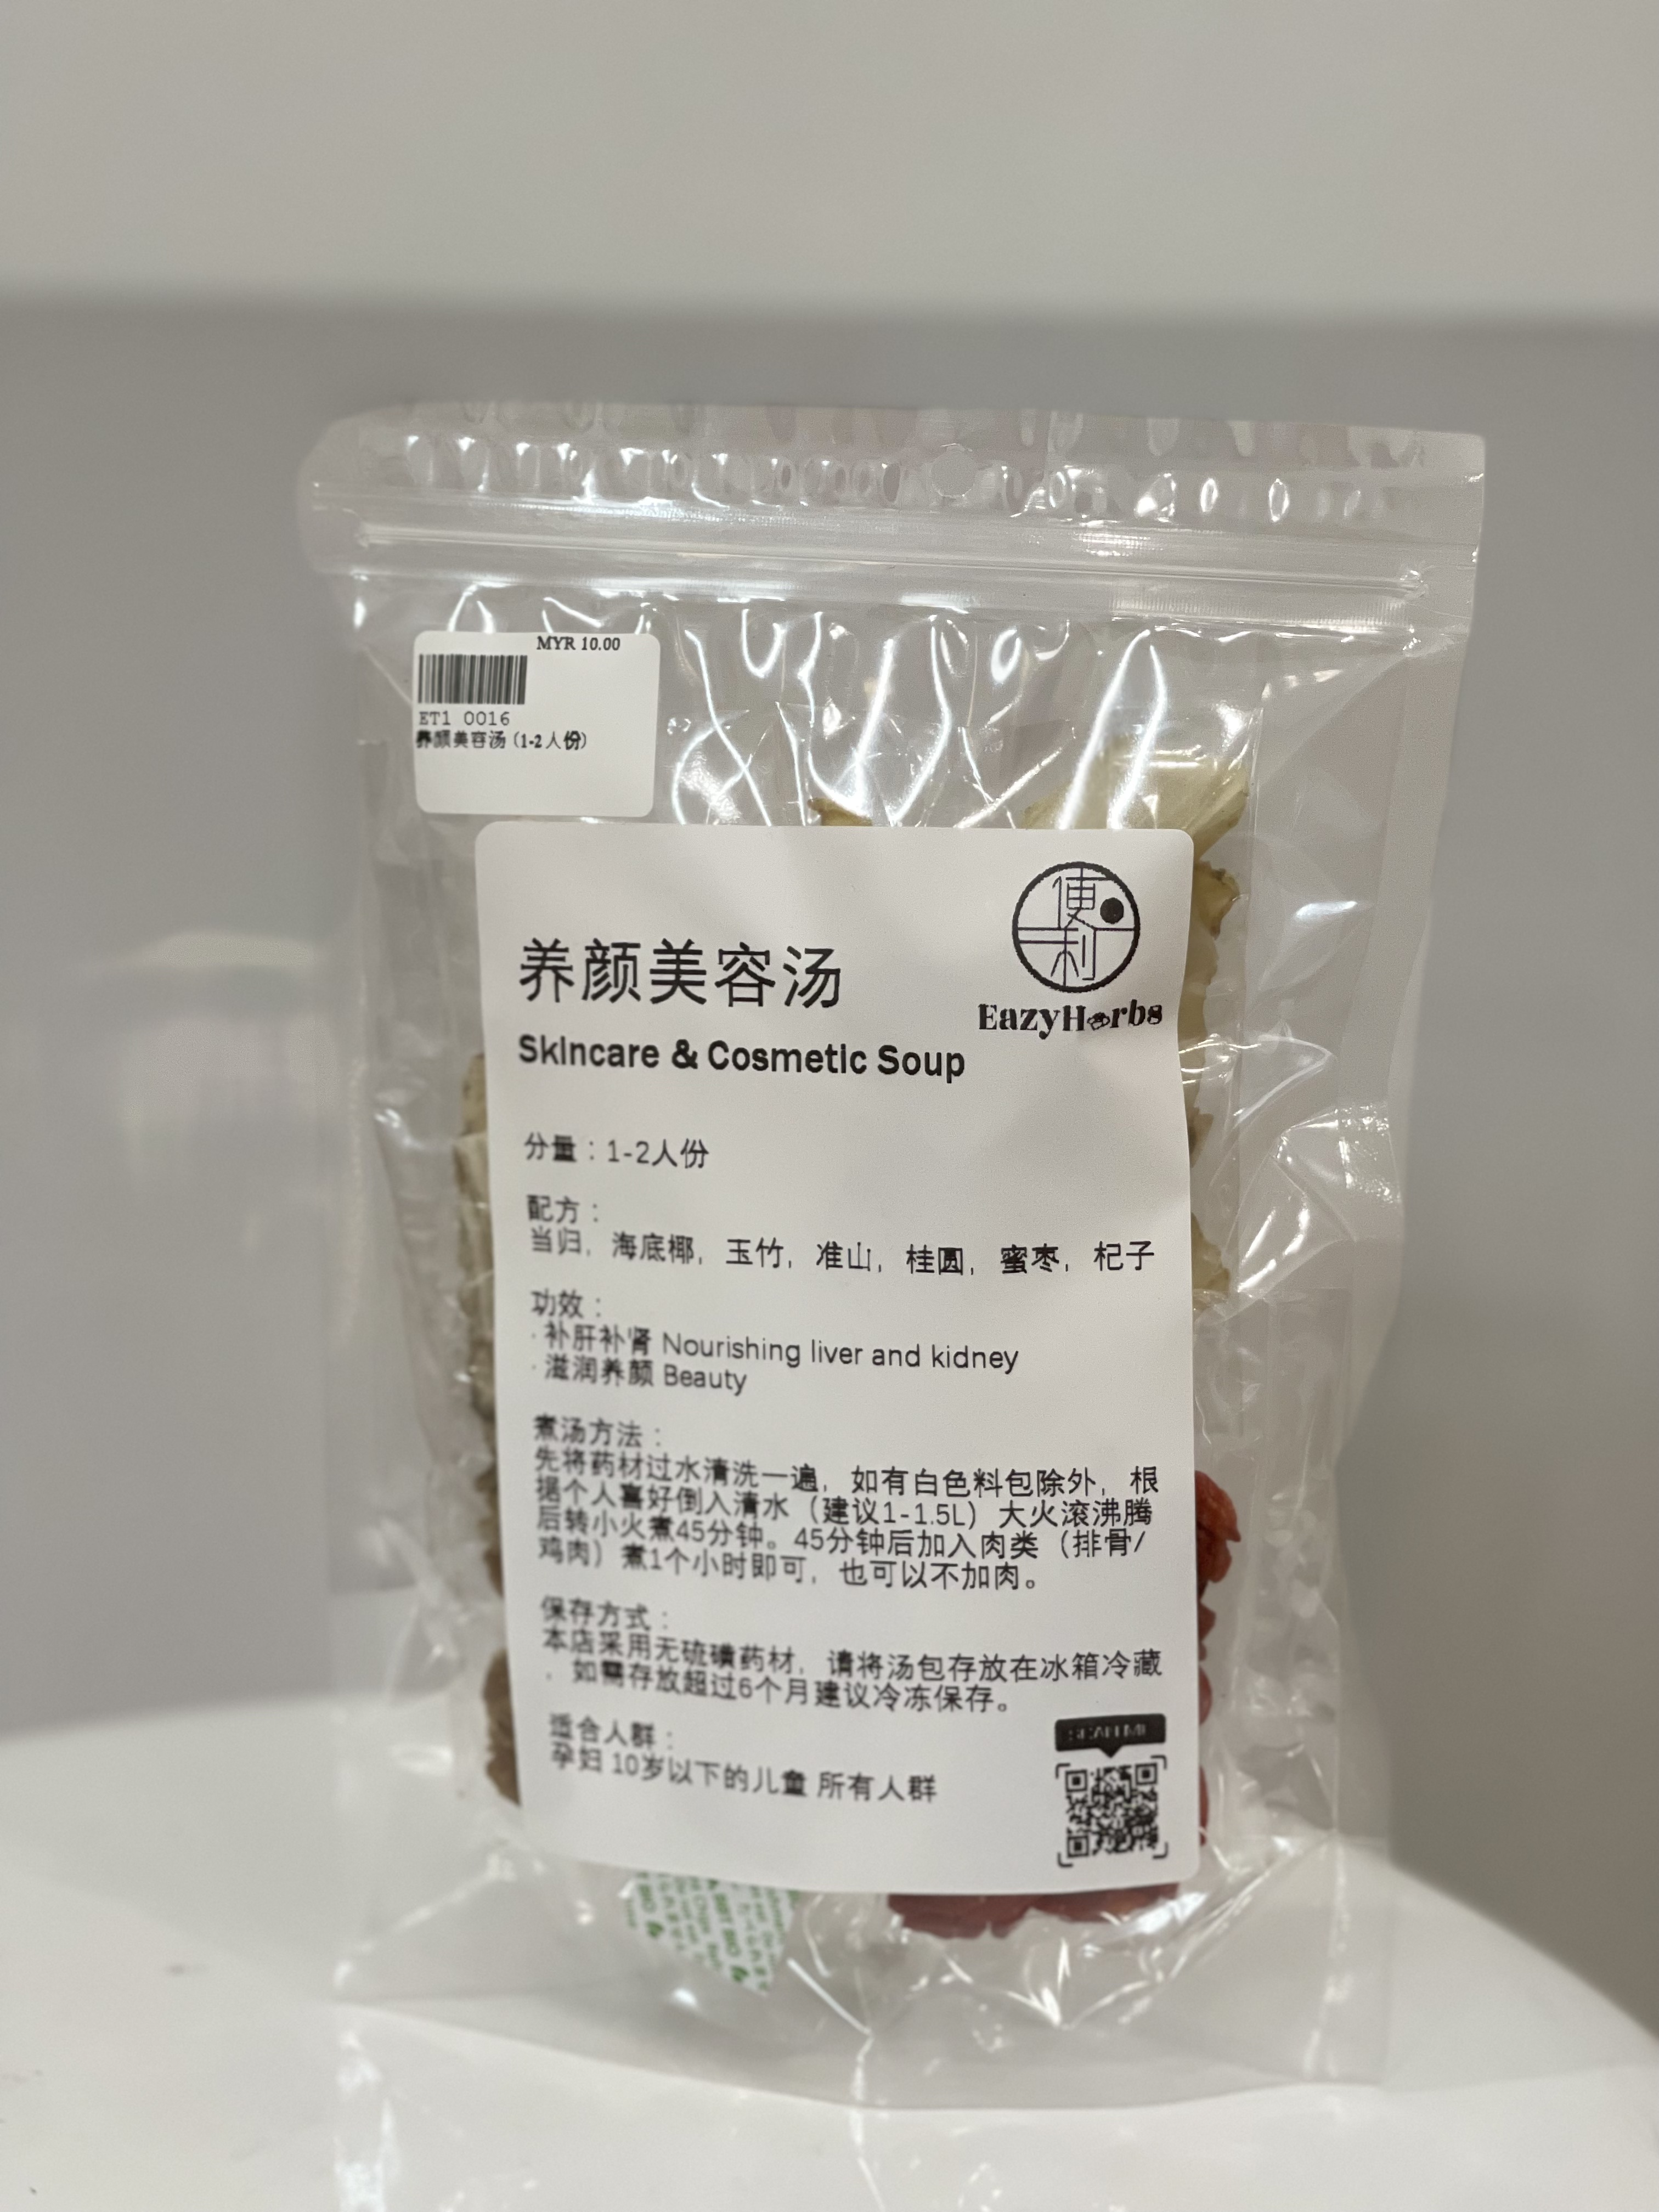 MYR 10.00
ET1 0016
养颜美容汤 (1-2人份)
便利
EazyHerbs
养颜美容汤
Skincare & Cosmetic Soup
分量：1-2人份
配方：
当归，海底椰，玉竹，准山，桂圆，蜜枣，杞子
功效：
· 补肝补肾 Nourishing liver and kidney
· 滋润养颜 Beauty
煮汤方法：
先将药材过水清洗一遍，如有白色料包除外，根
据个人喜好倒入清水（建议1-1.5L）大火滚沸腾
后转小火煮45分钟。45分钟后加入肉类（排骨/
鸡肉）煮1个小时即可，也可以不加肉。
保存方式：
本店采用无硫磺药材，请将汤包存放在冰箱冷藏
，如需存放超过6个月建议冷冻保存。
适合人群：
孕妇 10岁以下的儿童 所有人群
SCAN ME